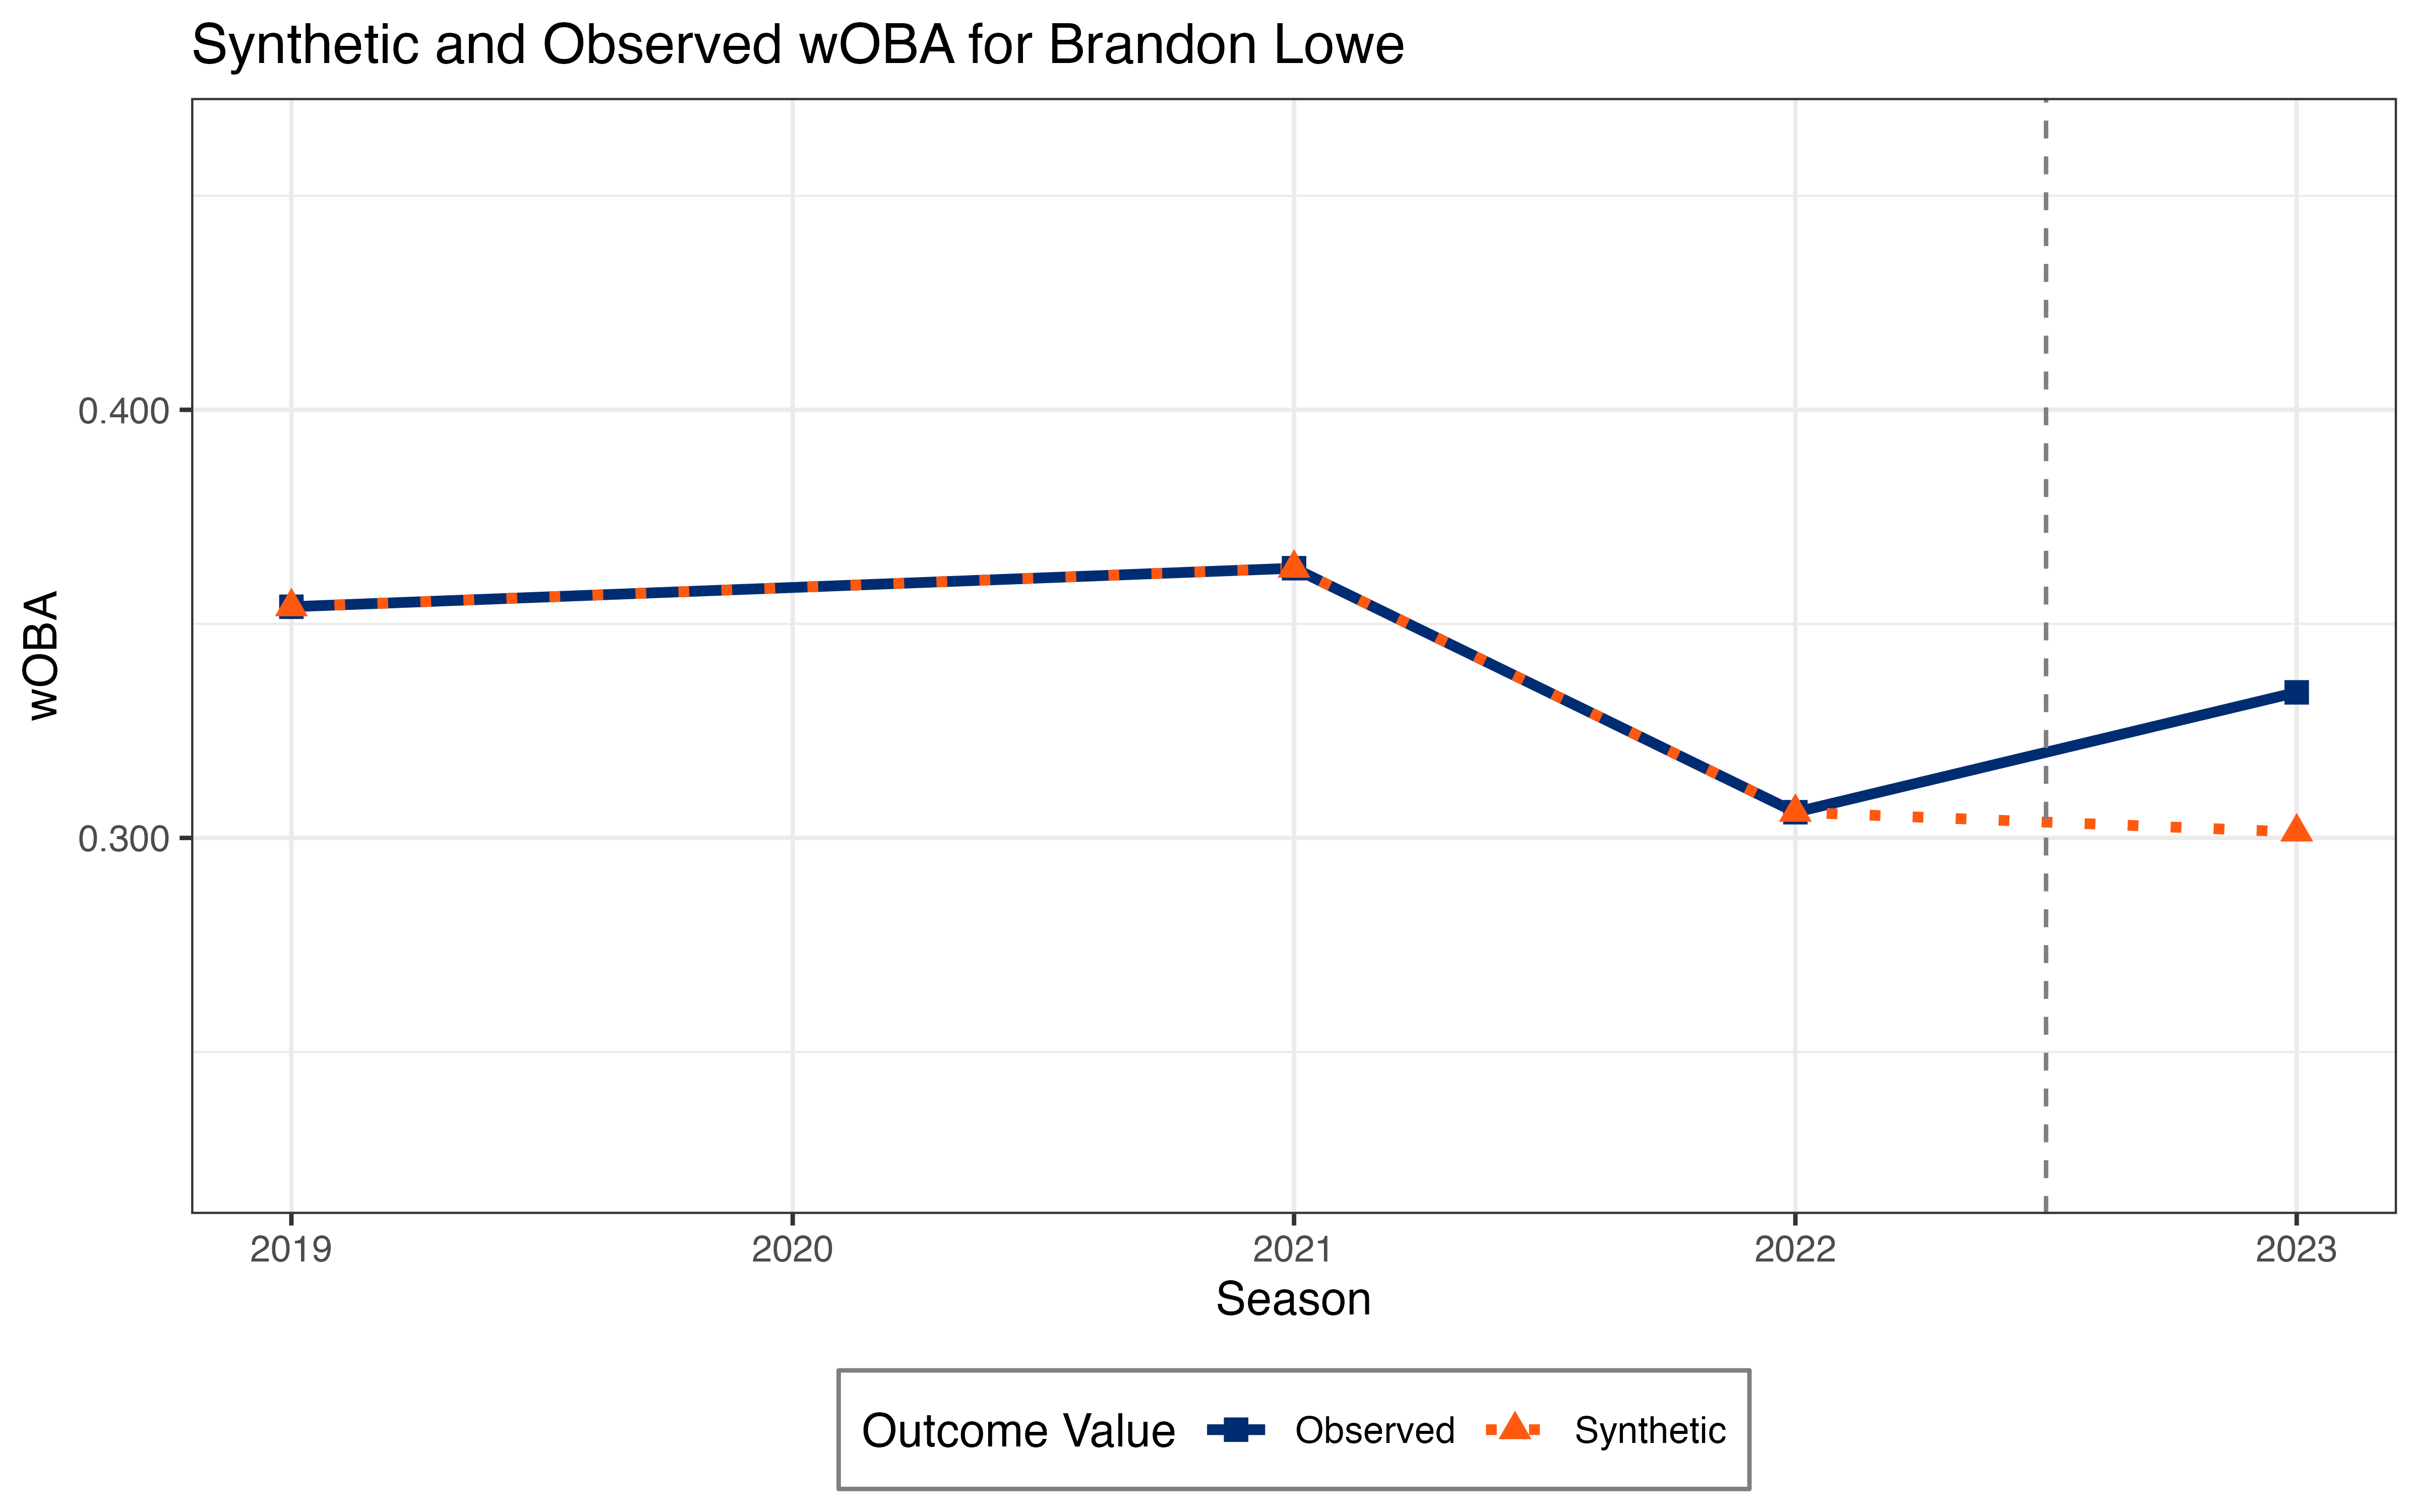 Synthetic and Observed wOBA for Brandon Lowe
wOBA
0.400
0.300
2019 2020 2021 2022 2023
Season
Outcome Value Observed Synthetic